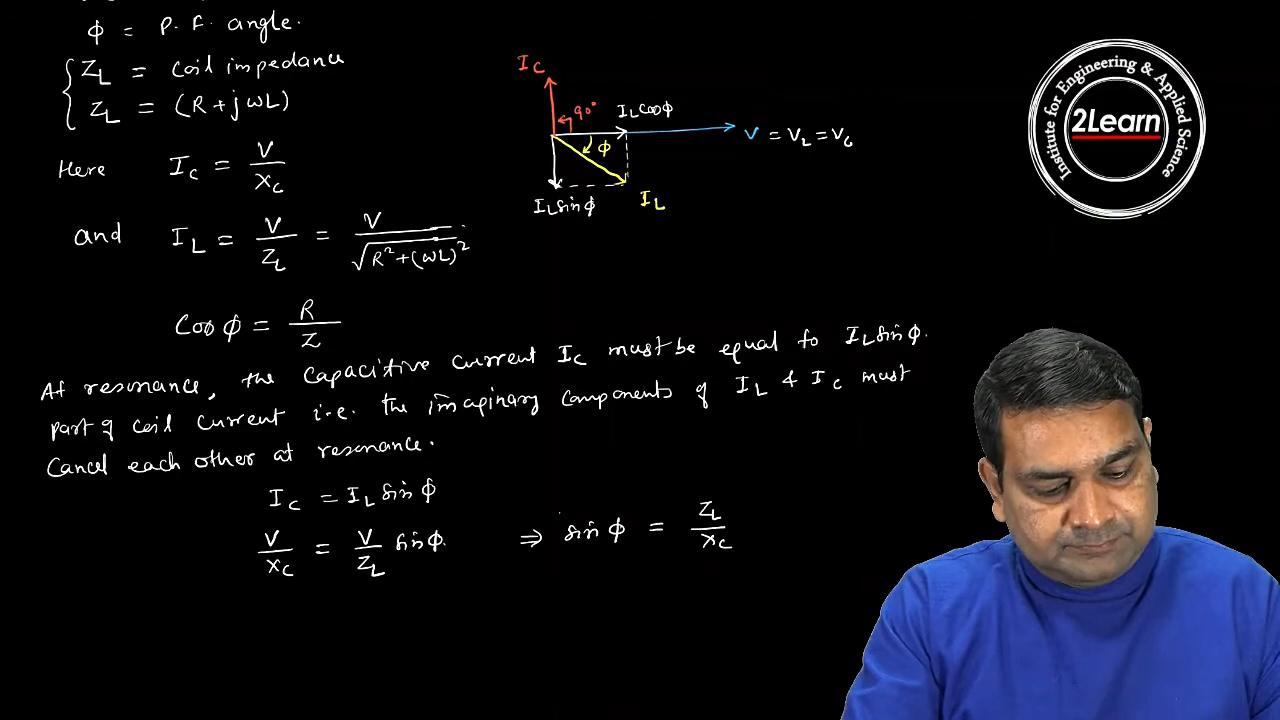 ϕ = P.F. angle.
Z_L = coil impedance
Z_L = (R+jωL)
Here I_C = V/X_C
and I_L = V/Z_L = V/√R²+(ωL)²
Cos ϕ = R/Z
I_C
90°
I_L cos ϕ
V = V_L = V_C
ϕ
I_L sin ϕ
I_L
At resonance, the capacitive current I_C must be equal to I_L sin ϕ.
part of coil current i.e. the imaginary components of I_L & I_C must
Cancel each other at resonance.
I_C = I_L sin ϕ
V/X_C = V/Z_L sin ϕ. ⇒ sin ϕ = Z_L/X_C
Institute for Engineering & Applied Science
2Learn